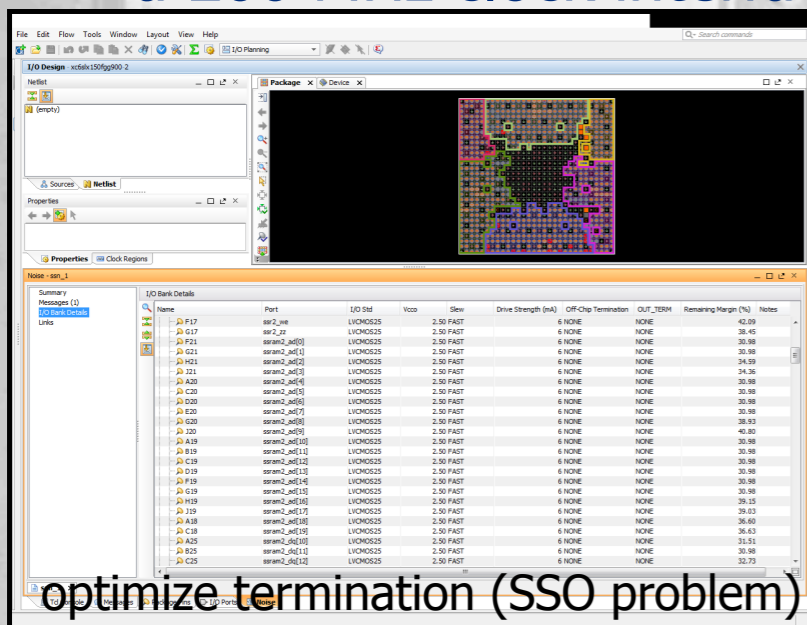 File Edit Flow Tools Window Layout View Help
Search commands
I/O Planning
I/O Design - xc6slx150fgg900-2
Netlist
(empty)
Sources Netlist
Properties
Properties Clock Regions
Package Device
Noise - ssn_1
Summary
Messages (1)
I/O Bank Details
Links
I/O Bank Details
Name Port I/O Std Vcco Slew Drive Strength (mA) Off-Chip Termination OUT_TERM Remaining Margin (%) Notes
F17 ssr2_we LVCMOS25 2.50 FAST 6 NONE NONE 42.09
G17 ssr2_zz LVCMOS25 2.50 FAST 6 NONE NONE 38.45
F21 ssram2_ad[0] LVCMOS25 2.50 FAST 6 NONE NONE 30.98
G21 ssram2_ad[1] LVCMOS25 2.50 FAST 6 NONE NONE 30.98
H21 ssram2_ad[2] LVCMOS25 2.50 FAST 6 NONE NONE 34.59
J21 ssram2_ad[3] LVCMOS25 2.50 FAST 6 NONE NONE 34.36
A20 ssram2_ad[4] LVCMOS25 2.50 FAST 6 NONE NONE 30.98
C20 ssram2_ad[5] LVCMOS25 2.50 FAST 6 NONE NONE 30.98
D20 ssram2_ad[6] LVCMOS25 2.50 FAST 6 NONE NONE 30.98
E20 ssram2_ad[7] LVCMOS25 2.50 FAST 6 NONE NONE 30.98
G20 ssram2_ad[8] LVCMOS25 2.50 FAST 6 NONE NONE 38.93
J20 ssram2_ad[9] LVCMOS25 2.50 FAST 6 NONE NONE 40.80
A19 ssram2_ad[10] LVCMOS25 2.50 FAST 6 NONE NONE 30.98
B19 ssram2_ad[11] LVCMOS25 2.50 FAST 6 NONE NONE 30.98
C19 ssram2_ad[12] LVCMOS25 2.50 FAST 6 NONE NONE 30.98
D19 ssram2_ad[13] LVCMOS25 2.50 FAST 6 NONE NONE 30.98
F19 ssram2_ad[14] LVCMOS25 2.50 FAST 6 NONE NONE 30.98
G19 ssram2_ad[15] LVCMOS25 2.50 FAST 6 NONE NONE 30.98
H19 ssram2_ad[16] LVCMOS25 2.50 FAST 6 NONE NONE 39.15
J19 ssram2_ad[17] LVCMOS25 2.50 FAST 6 NONE NONE 39.03
A18 ssram2_ad[18] LVCMOS25 2.50 FAST 6 NONE NONE 36.60
C18 ssram2_ad[19] LVCMOS25 2.50 FAST 6 NONE NONE 36.63
A25 ssram2_dq[10] LVCMOS25 2.50 FAST 6 NONE NONE 31.51
B25 ssram2_dq[11] LVCMOS25 2.50 FAST 6 NONE NONE 30.98
C25 ssram2_dq[12] LVCMOS25 2.50 FAST 6 NONE NONE 32.73
optimize termination (SSO problem)
Tcl Console Messages Package Pins I/O Ports Noise